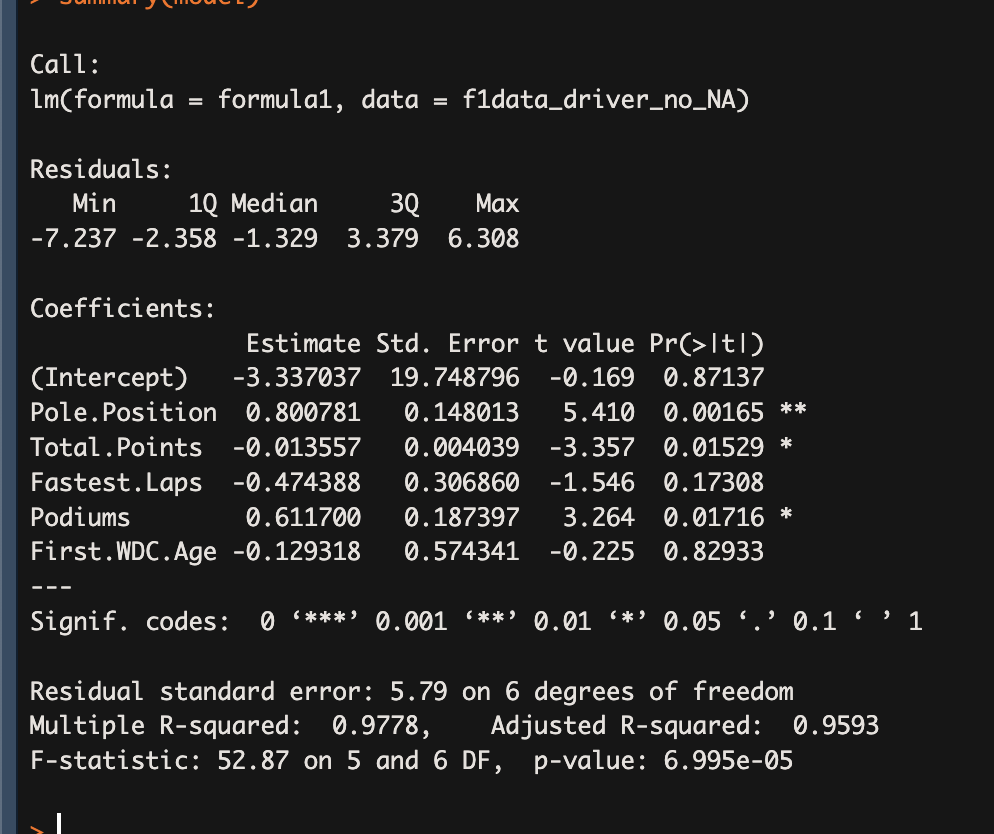 > summary(model)
Call:
lm(formula = formula1, data = f1data_driver_no_NA)
Residuals:
   Min     1Q Median     3Q    Max
-7.237 -2.358 -1.329  3.379  6.308
Coefficients:
               Estimate Std. Error t value Pr(>|t|)
(Intercept)   -3.337037  19.748796  -0.169  0.87137
Pole.Position  0.800781   0.148013   5.410  0.00165 **
Total.Points  -0.013557   0.004039  -3.357  0.01529 *
Fastest.Laps  -0.474388   0.306860  -1.546  0.17308
Podiums        0.611700   0.187397   3.264  0.01716 *
First.WDC.Age -0.129318   0.574341  -0.225  0.82933
---
Signif. codes:  0 ‘***’ 0.001 ‘**’ 0.01 ‘*’ 0.05 ‘.’ 0.1 ‘ ’ 1
Residual standard error: 5.79 on 6 degrees of freedom
Multiple R-squared:  0.9778,    Adjusted R-squared:  0.9593
F-statistic: 52.87 on 5 and 6 DF,  p-value: 6.995e-05
>